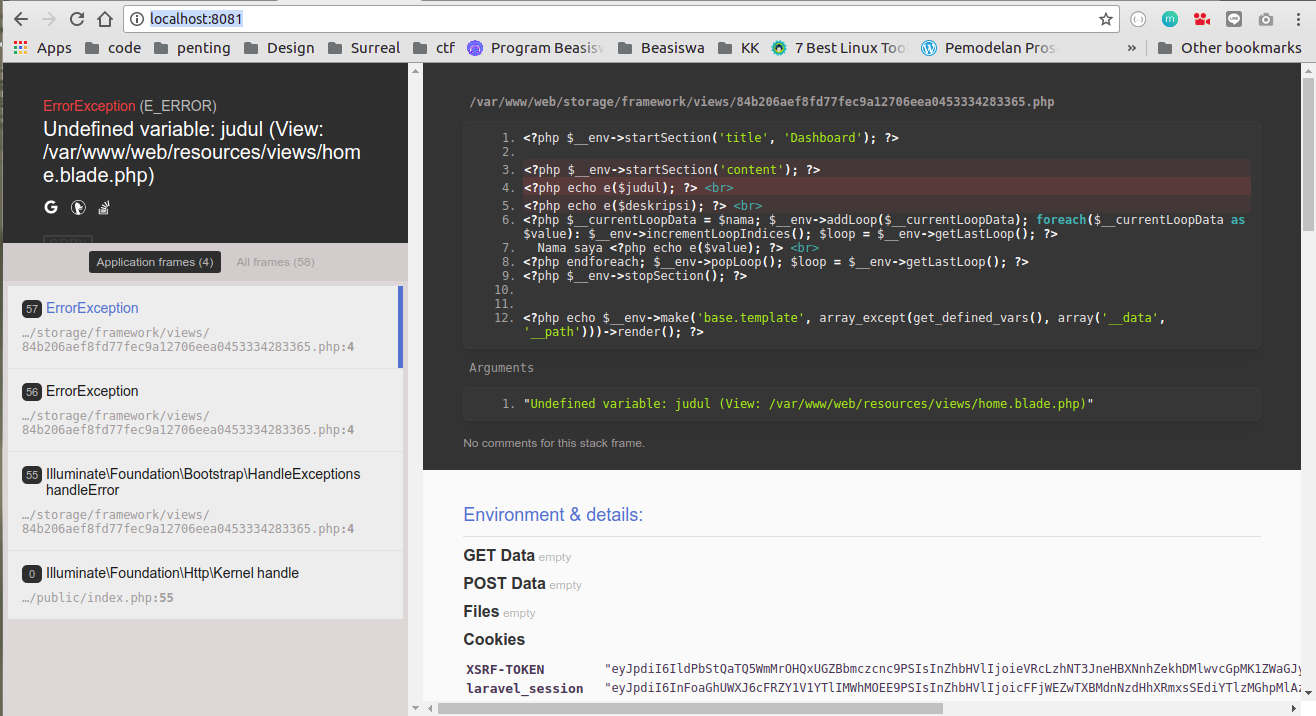 localhost:8081
Apps code penting Design Surreal ctf Program Beasisw Beasiswa KK 7 Best Linux Too Pemodelan Pros » Other bookmarks
ErrorException (E_ERROR)
Undefined variable: judul (View:
/var/www/web/resources/views/hom
e.blade.php)
COPY
Application frames (4) All frames (58)
57 ErrorException
…/storage/framework/views/
84b206aef8fd77fec9a12706eea0453334283365.php:4
56 ErrorException
…/storage/framework/views/
84b206aef8fd77fec9a12706eea0453334283365.php:4
55 Illuminate\Foundation\Bootstrap\HandleExceptions
handleError
…/storage/framework/views/
84b206aef8fd77fec9a12706eea0453334283365.php:4
0 Illuminate\Foundation\Http\Kernel handle
…/public/index.php:55
/var/www/web/storage/framework/views/84b206aef8fd77fec9a12706eea0453334283365.php
1. <?php $__env->startSection('title', 'Dashboard'); ?>
2.
3. <?php $__env->startSection('content'); ?>
4. <?php echo e($judul); ?> <br>
5. <?php echo e($deskripsi); ?> <br>
6. <?php $__currentLoopData = $nama; $__env->addLoop($__currentLoopData); foreach($__currentLoopData as
$value): $__env->incrementLoopIndices(); $loop = $__env->getLastLoop(); ?>
7. Nama saya <?php echo e($value); ?> <br>
8. <?php endforeach; $__env->popLoop(); $loop = $__env->getLastLoop(); ?>
9. <?php $__env->stopSection(); ?>
10.
11.
12. <?php echo $__env->make('base.template', array_except(get_defined_vars(), array('__data',
'__path')))->render(); ?>
Arguments
1. "Undefined variable: judul (View: /var/www/web/resources/views/home.blade.php)"
No comments for this stack frame.
Environment & details:
GET Data empty
POST Data empty
Files empty
Cookies
XSRF-TOKEN
laravel_session